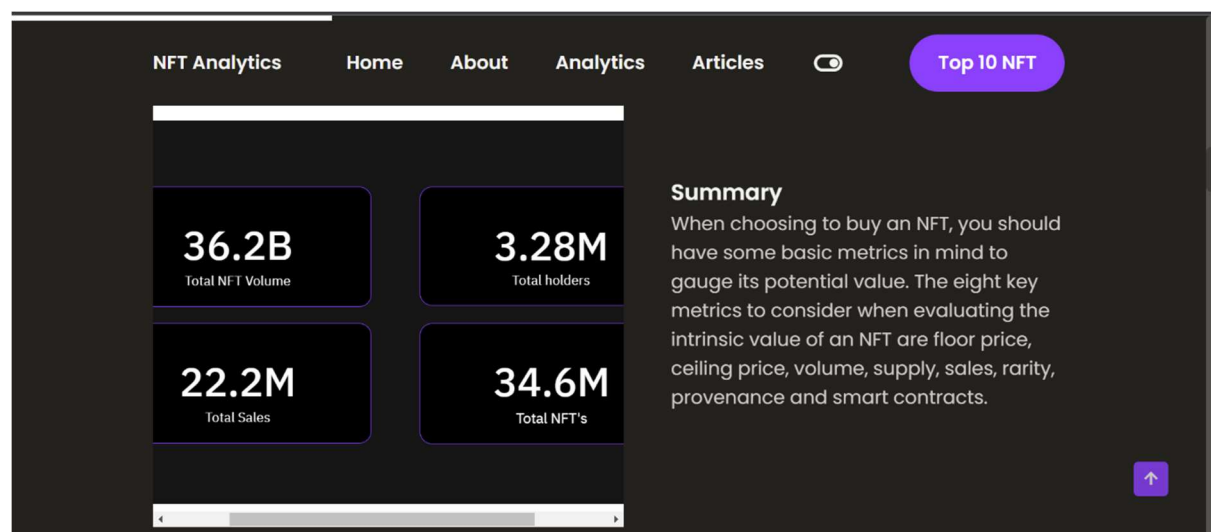 NFT Analytics Home About Analytics Articles Top 10 NFT
36.2B
Total NFT Volume
3.28M
Total holders
22.2M
Total Sales
34.6M
Total NFT's
Summary
When choosing to buy an NFT, you should
have some basic metrics in mind to
gauge its potential value. The eight key
metrics to consider when evaluating the
intrinsic value of an NFT are floor price,
ceiling price, volume, supply, sales, rarity,
provenance and smart contracts.